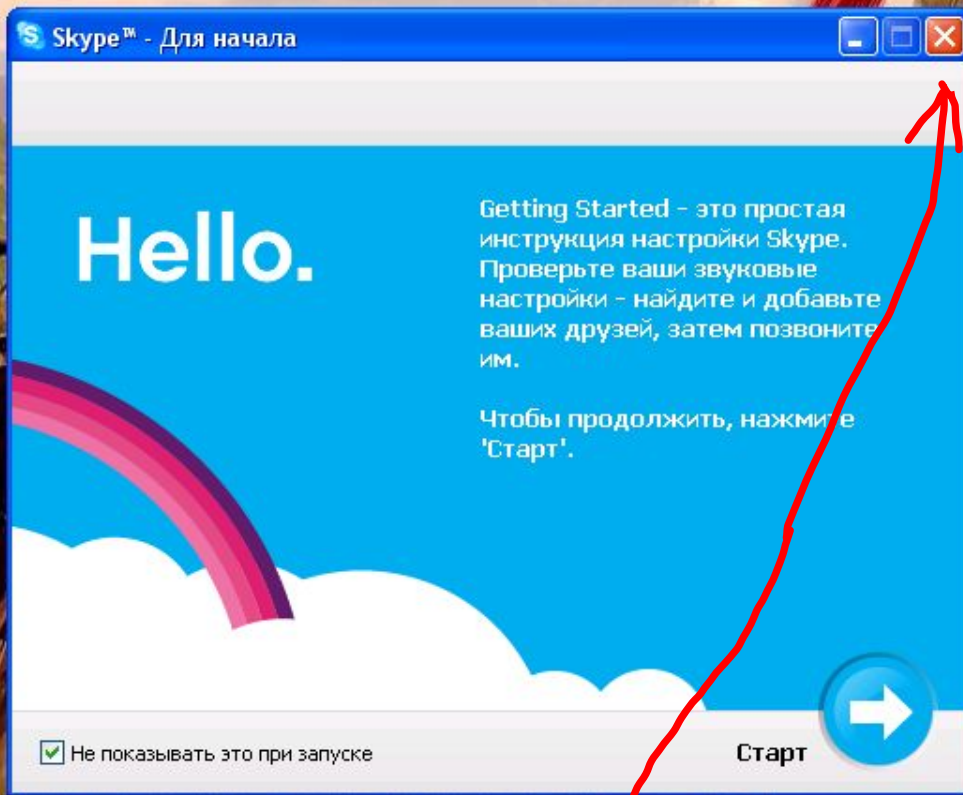 Skype™ - Для начала
Hello.
Getting Started - это простая
инструкция настройки Skype.
Проверьте ваши звуковые
настройки - найдите и добавьте
ваших друзей, затем позвоните
им.
Чтобы продолжить, нажмите
'Старт'.
Не показывать это при запуске
Старт